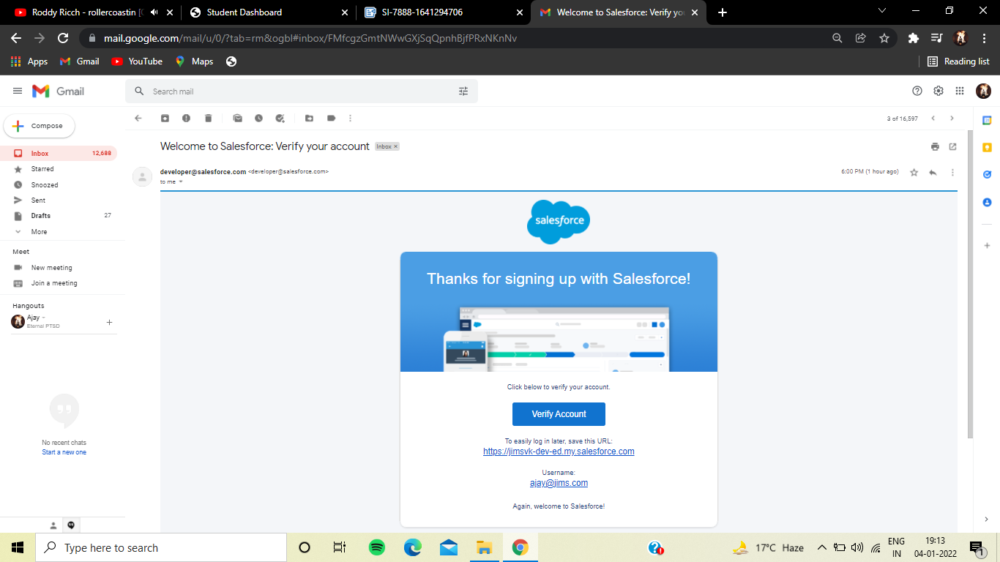 Roddy Ricch - rollercoastin [
Student Dashboard
SI-7888-1641294706
Welcome to Salesforce: Verify yo
mail.google.com/mail/u/0/?tab=rm&ogbl#inbox/FMfcgzGmtNWwGXjSqQpnhBjfPRxNKnNv
Apps
Gmail
YouTube
Maps
Reading list
Gmail
Search mail
Compose
3 of 16,597
Welcome to Salesforce: Verify your account
Inbox ×
Inbox 12,688
Starred
Snoozed
Sent
Drafts 27
More
developer@salesforce.com <developer@salesforce.com>
6:00 PM (1 hour ago)
to me
Meet
New meeting
Join a meeting
Hangouts
Ajay
Eternal PTSD
No recent chats
Start a new one
salesforce
Thanks for signing up with Salesforce!
Click below to verify your account.
Verify Account
To easily log in later, save this URL:
https://jimsvk-dev-ed.my.salesforce.com
Username:
ajay@jims.com
Again, welcome to Salesforce!
Type here to search
17°C Haze
ENG
IN
19:13
04-01-2022
1